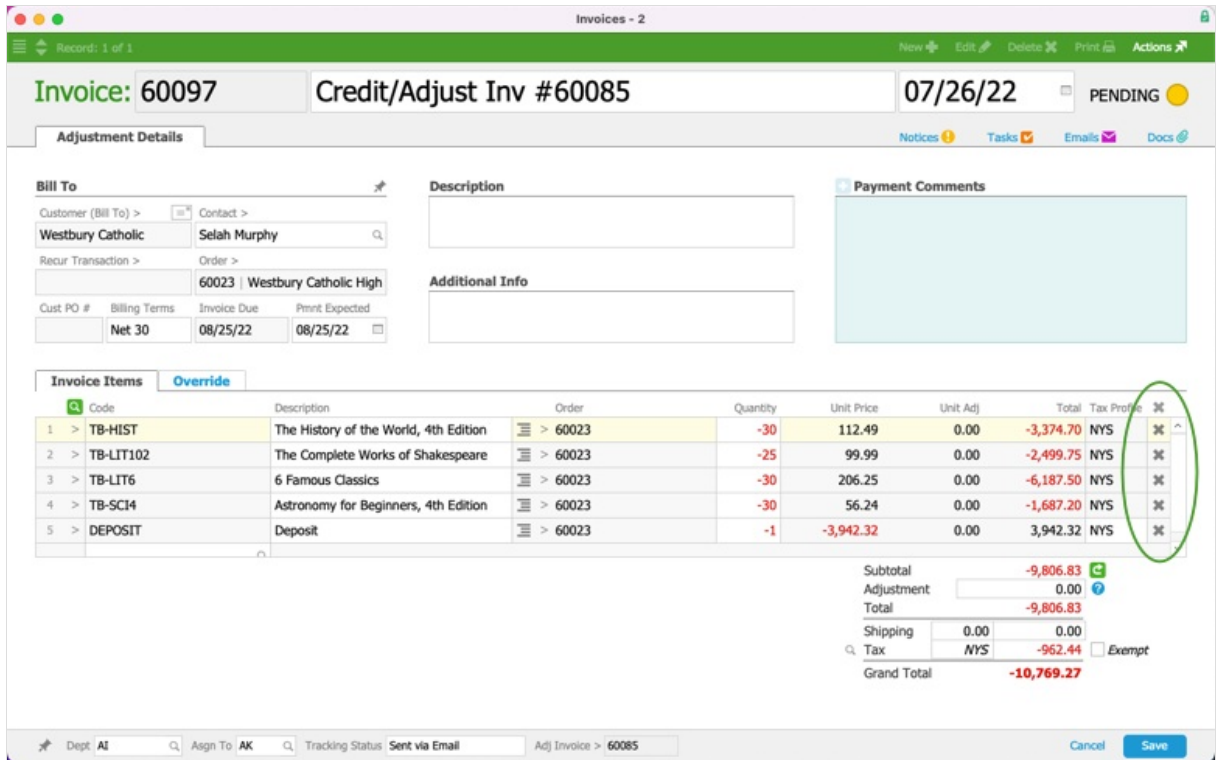 Invoices - 2
Record: 1 of 1 New Edit Delete Print Actions
Invoice: 60097 Credit/Adjust Inv #60085 07/26/22 PENDING
Adjustment Details Notices Tasks Emails Docs
Bill To Description Payment Comments
Customer (Bill To) > Contact >
Westbury Catholic Selah Murphy
Recur Transaction > Order >
60023 | Westbury Catholic High Additional Info
Cust PO # Billing Terms Invoice Due Pmnt Expected
Net 30 08/25/22 08/25/22
Invoice Items Override
Code Description Order Quantity Unit Price Unit Adj Total Tax Profile
1 > TB-HIST The History of the World, 4th Edition > 60023 -30 112.49 0.00 -3,374.70 NYS
2 > TB-LIT102 The Complete Works of Shakespeare > 60023 -25 99.99 0.00 -2,499.75 NYS
3 > TB-LIT6 6 Famous Classics > 60023 -30 206.25 0.00 -6,187.50 NYS
4 > TB-SCI4 Astronomy for Beginners, 4th Edition > 60023 -30 56.24 0.00 -1,687.20 NYS
5 > DEPOSIT Deposit > 60023 -1 -3,942.32 0.00 3,942.32 NYS
Subtotal -9,806.83
Adjustment 0.00 ?
Total -9,806.83
Shipping 0.00 0.00
Tax NYS -962.44 Exempt
Grand Total -10,769.27
Dept AI Asgn To AK Tracking Status Sent via Email Adj Invoice > 60085 Cancel Save